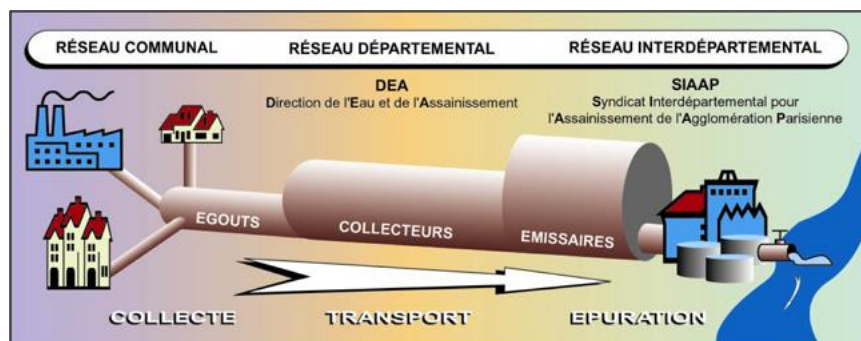 RÉSEAU COMMUNAL
RÉSEAU DÉPARTEMENTAL
RÉSEAU INTERDÉPARTEMENTAL
DEA
Direction de l'Eau et de l'Assainissement
SIAAP
Syndicat Interdépartemental pour
l'Assainissement de l'Agglomération Parisienne
EGOUTS
COLLECTEURS
EMISSAIRES
COLLECTE
TRANSPORT
EPURATION